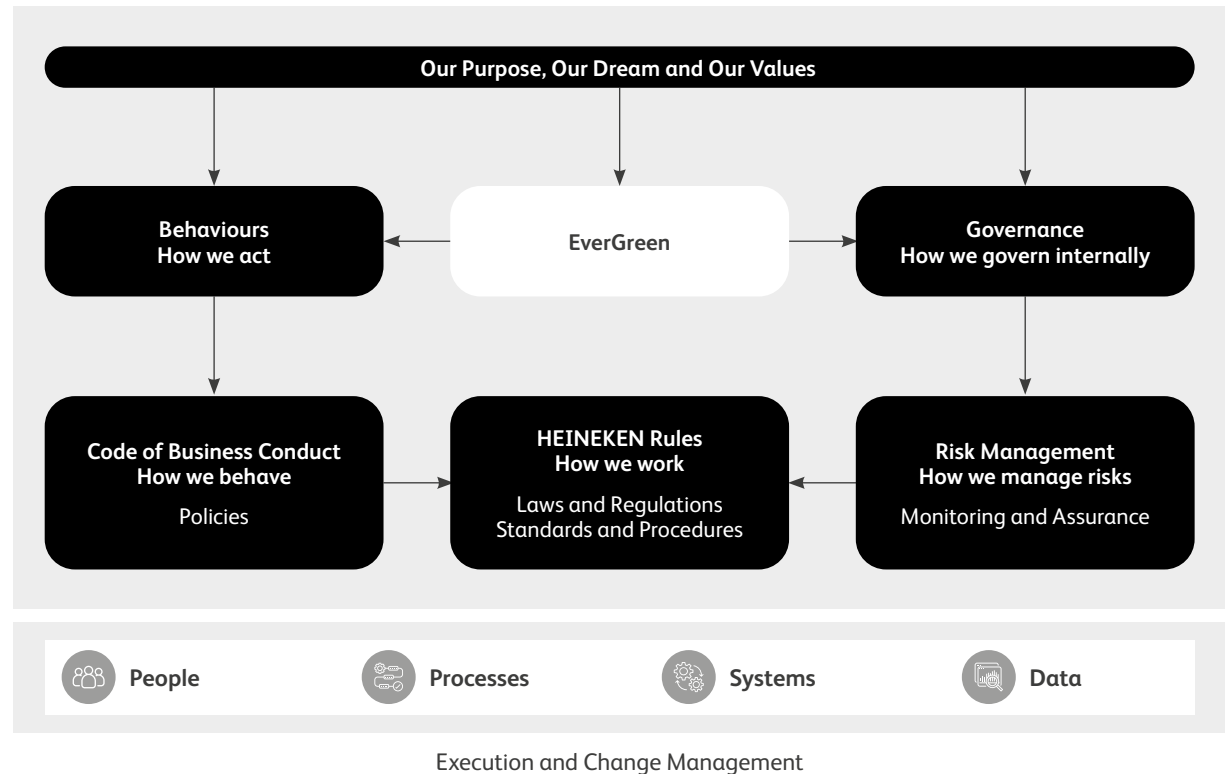 Our Purpose, Our Dream and Our Values
Behaviours
How we act
EverGreen
Governance
How we govern internally
Code of Business Conduct
How we behave
Policies
HEINEKEN Rules
How we work
Laws and Regulations
Standards and Procedures
Risk Management
How we manage risks
Monitoring and Assurance
People
Processes
Systems
Data
Execution and Change Management